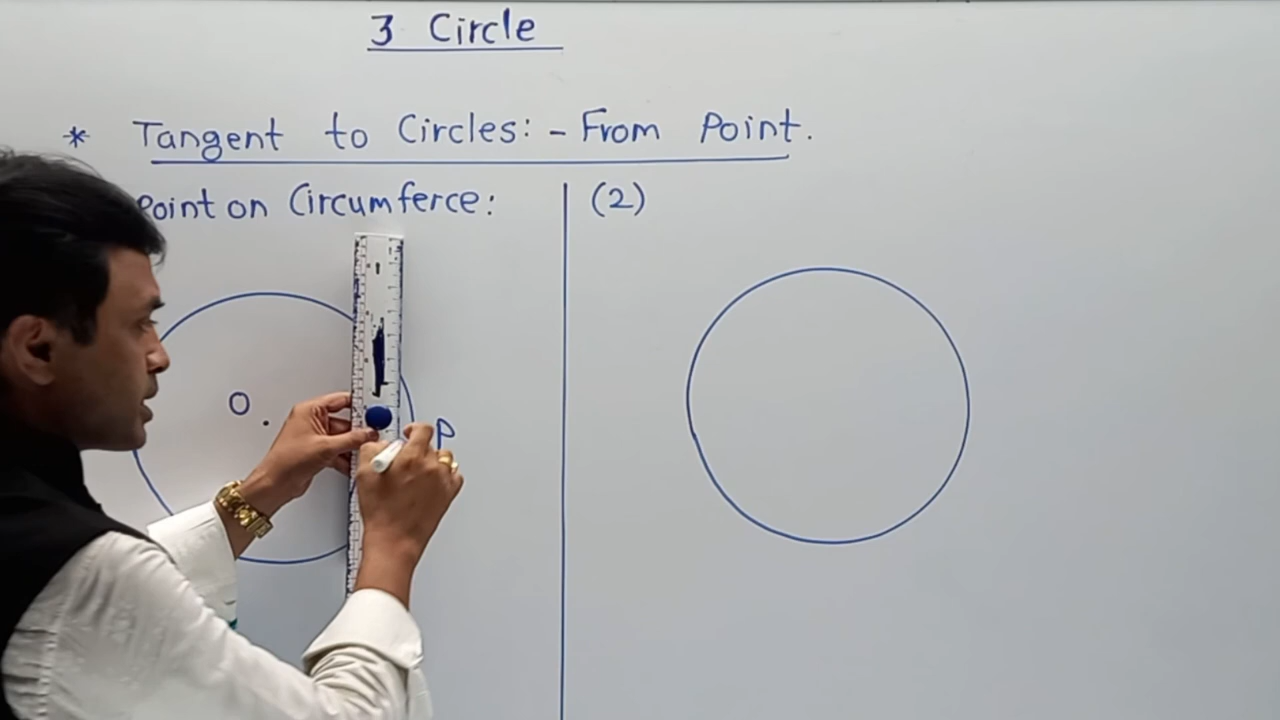 3 Circle
* Tangent to Circles: - From Point.
Point on Circumferce:
(2)
O
P